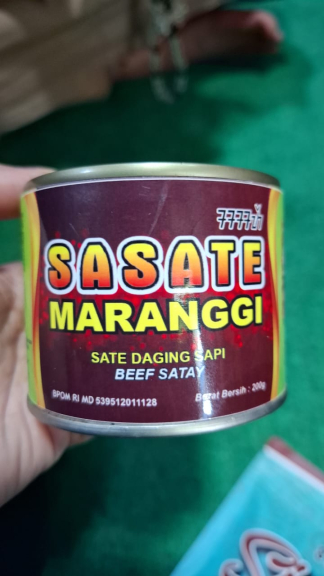 SASATE
MARANGGI
SATE DAGING SAPI
BEEF SATAY
BPOM RI MD 539512011128
Berat Bersih : 200g